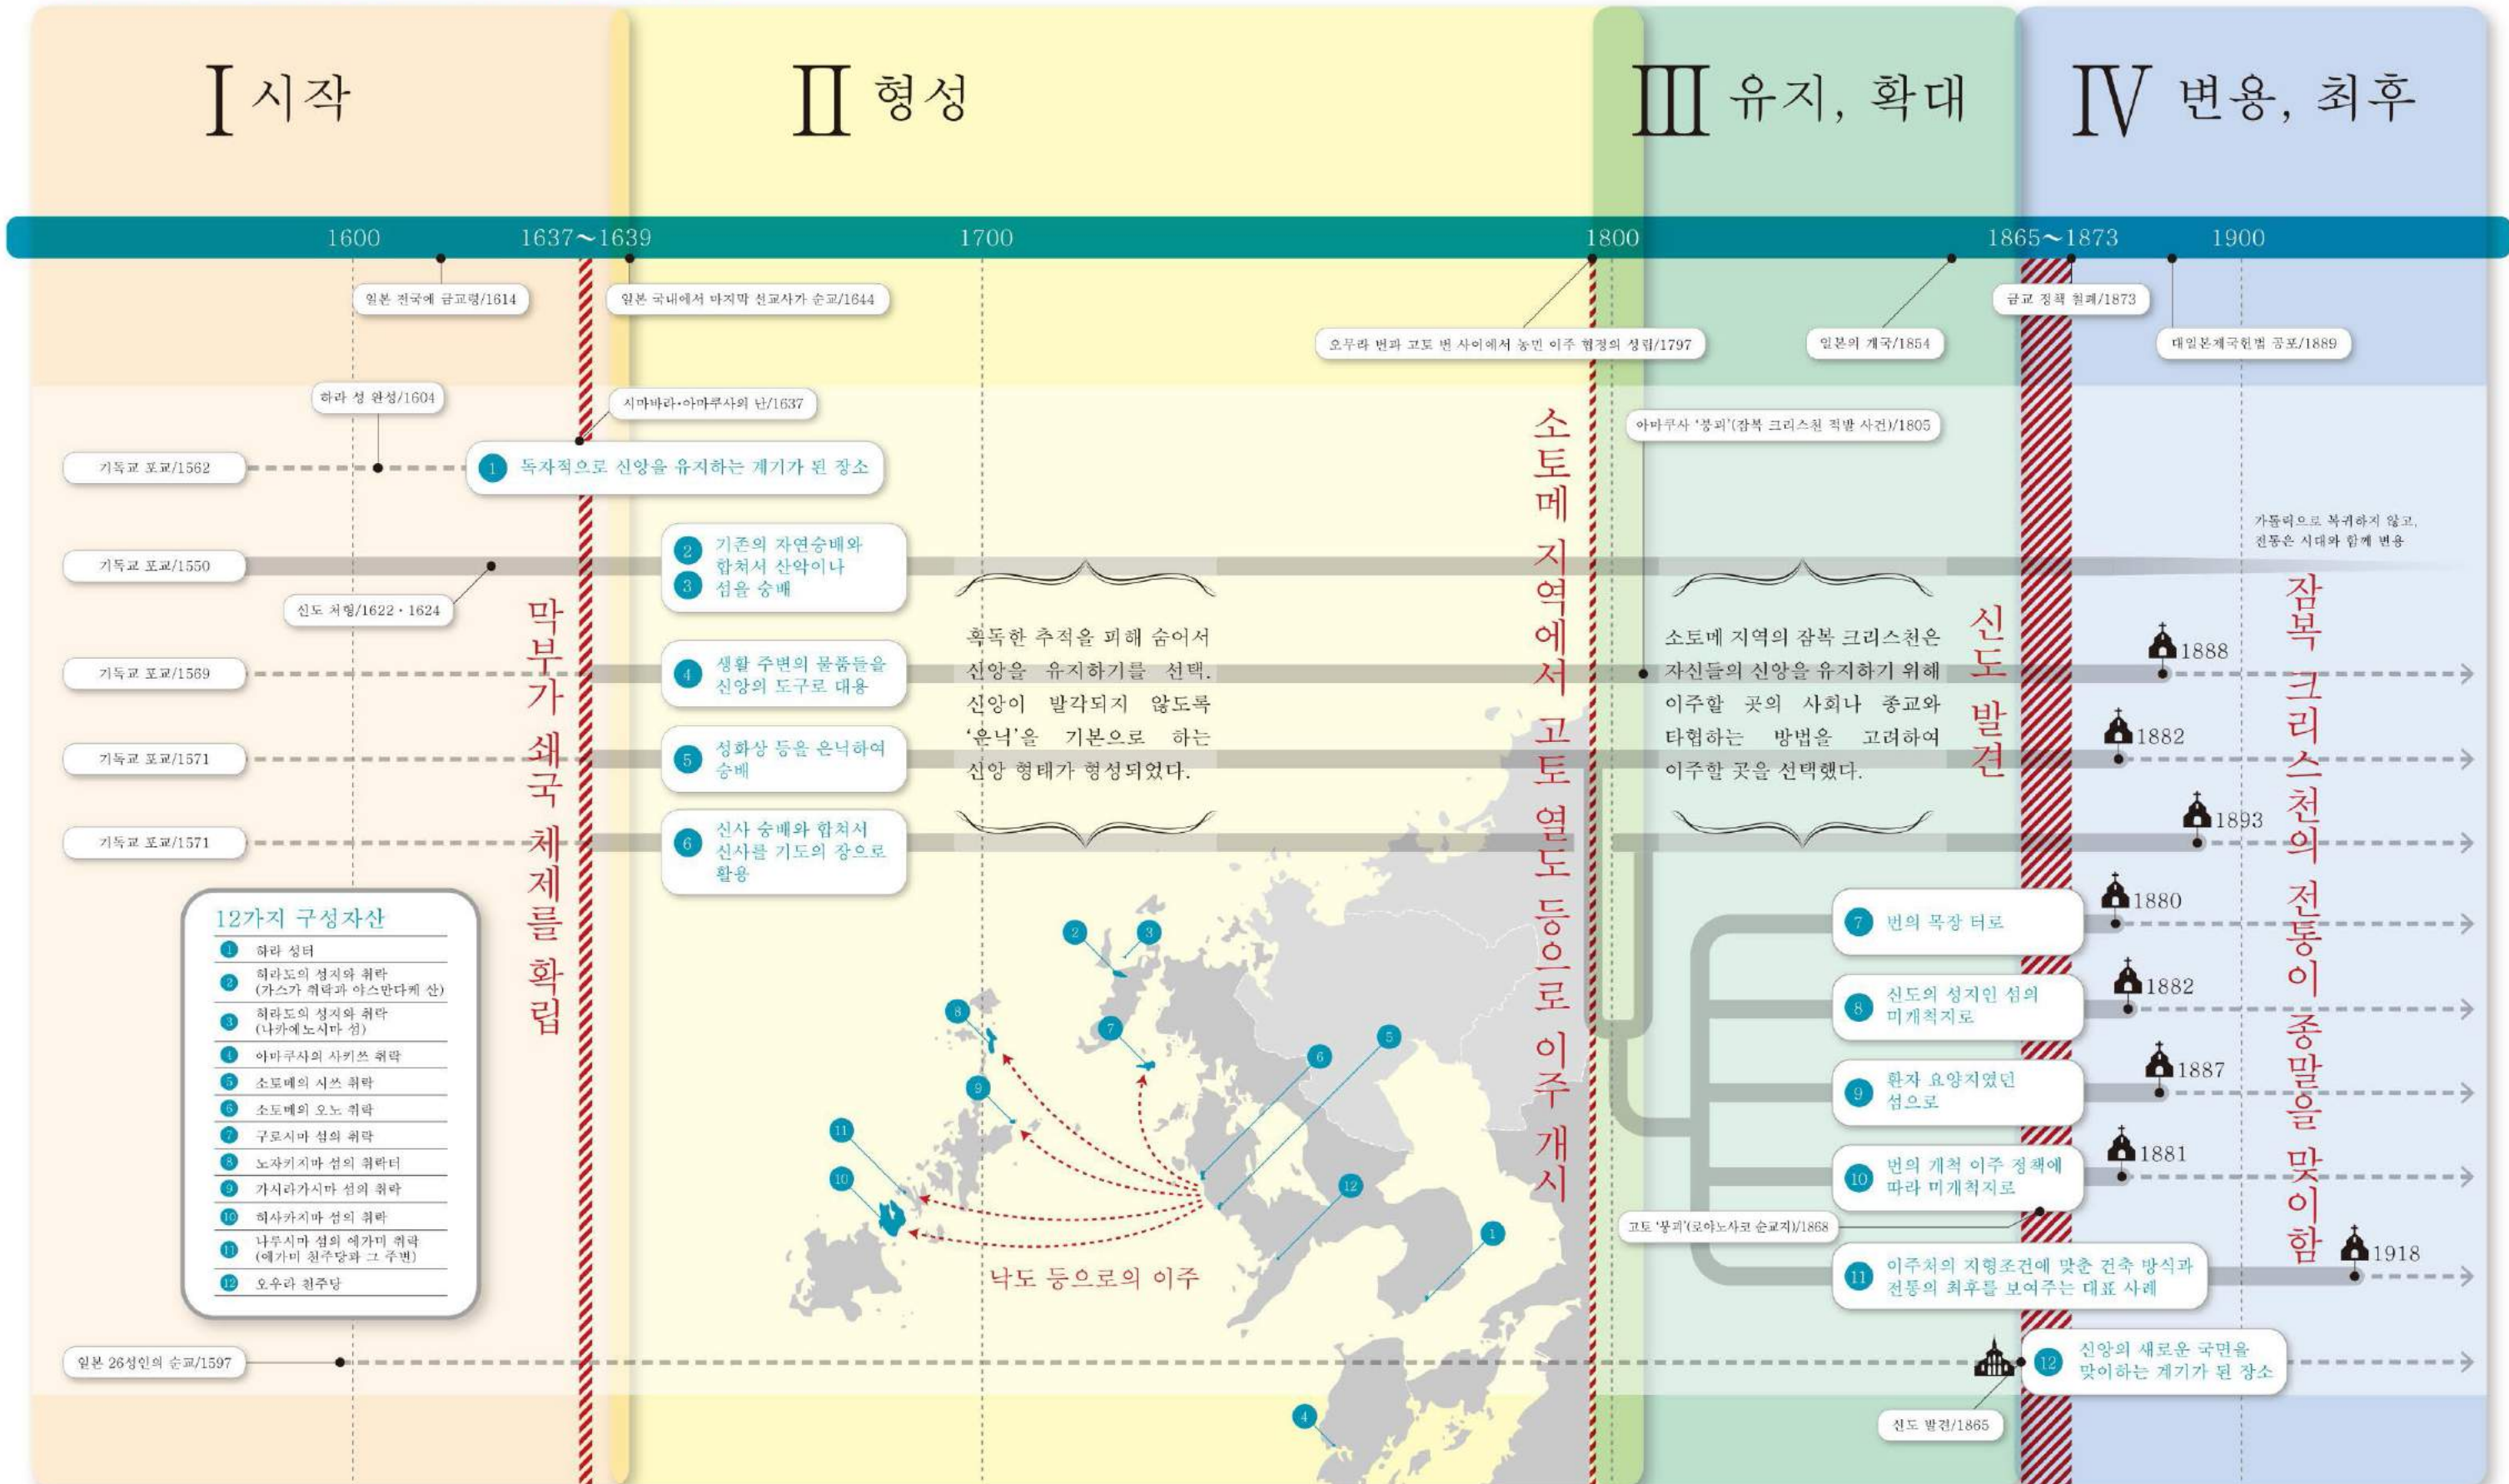 I 시작
II 형성
III 유지, 확대
IV 변용, 최후
1600
1637~1639
1700
1800
1865~1873
1900
일본 전국에 금교령/1614
일본 국내에서 마지막 선교사가 순교/1644
오무라 번과 고토 번 사이에서 농민 이주 협정의 성립/1797
일본의 개국/1854
금교 정책 철폐/1873
대일본제국헌법 공포/1889
하라 성 완성/1604
시마바라·아마쿠사의 난/1637
아마쿠사 '붕괴'(잠복 크리스천 적발 사건)/1805
기독교 포교/1562
1 독자적으로 신앙을 유지하는 계기가 된 장소
기독교 포교/1550
신도 처형/1622·1624
2
3
기존의 자연숭배와
합쳐서 산악이나
섬을 숭배
가톨릭으로 복귀하지 않고,
전통은 시대와 함께 변용
기독교 포교/1569
4 생활 주변의 물품들을
신앙의 도구로 대용
1888
기독교 포교/1571
5 성화상 등을 은닉하여
숭배
1882
기독교 포교/1571
6 신사 숭배와 합쳐서
신사를 기도의 장으로
활용
1893
혹독한 추적을 피해 숨어서
신앙을 유지하기를 선택.
신앙이 발각되지 않도록
'은닉'을 기본으로 하는
신앙 형태가 형성되었다.
소토메 지역의 잠복 크리스천은
자신들의 신앙을 유지하기 위해
이주할 곳의 사회나 종교와
타협하는 방법을 고려하여
이주할 곳을 선택했다.
막부가 쇄국 체제를 확립
소토메 지역에서 고토 열도 등으로 이주 개시
신도 발견
잠복 크리스천의 전통이 종말을 맞이함
12가지 구성자산
1 하라 성터
2 히라도의 성지와 취락
(가스가 취락과 야스만다케 산)
3 히라도의 성지와 취락
(나카에노시마 섬)
4 아마쿠사의 사키쓰 취락
5 소토메의 시쓰 취락
6 소토메의 오노 취락
7 구로시마 섬의 취락
8 노자키지마 섬의 취락터
9 가시라가시마 섬의 취락
10 히사카지마 섬의 취락
11 나루시마 섬의 에가미 취락
(에가미 천주당과 그 주변)
12 오우라 천주당
2
3
8
7
5
6
9
11
10
12
1
4
낙도 등으로의 이주
7 번의 목장 터로
1880
8 신도의 성지인 섬의
미개척지로
1882
9 환자 요양지였던
섬으로
1887
10 번의 개척 이주 정책에
따라 미개척지로
1881
고토 '붕괴'(로야노사코 순교지)/1868
11 이주처의 지형조건에 맞춘 건축 방식과
전통의 최후를 보여주는 대표 사례
1918
일본 26성인의 순교/1597
12 신앙의 새로운 국면을
맞이하는 계기가 된 장소
신도 발견/1865